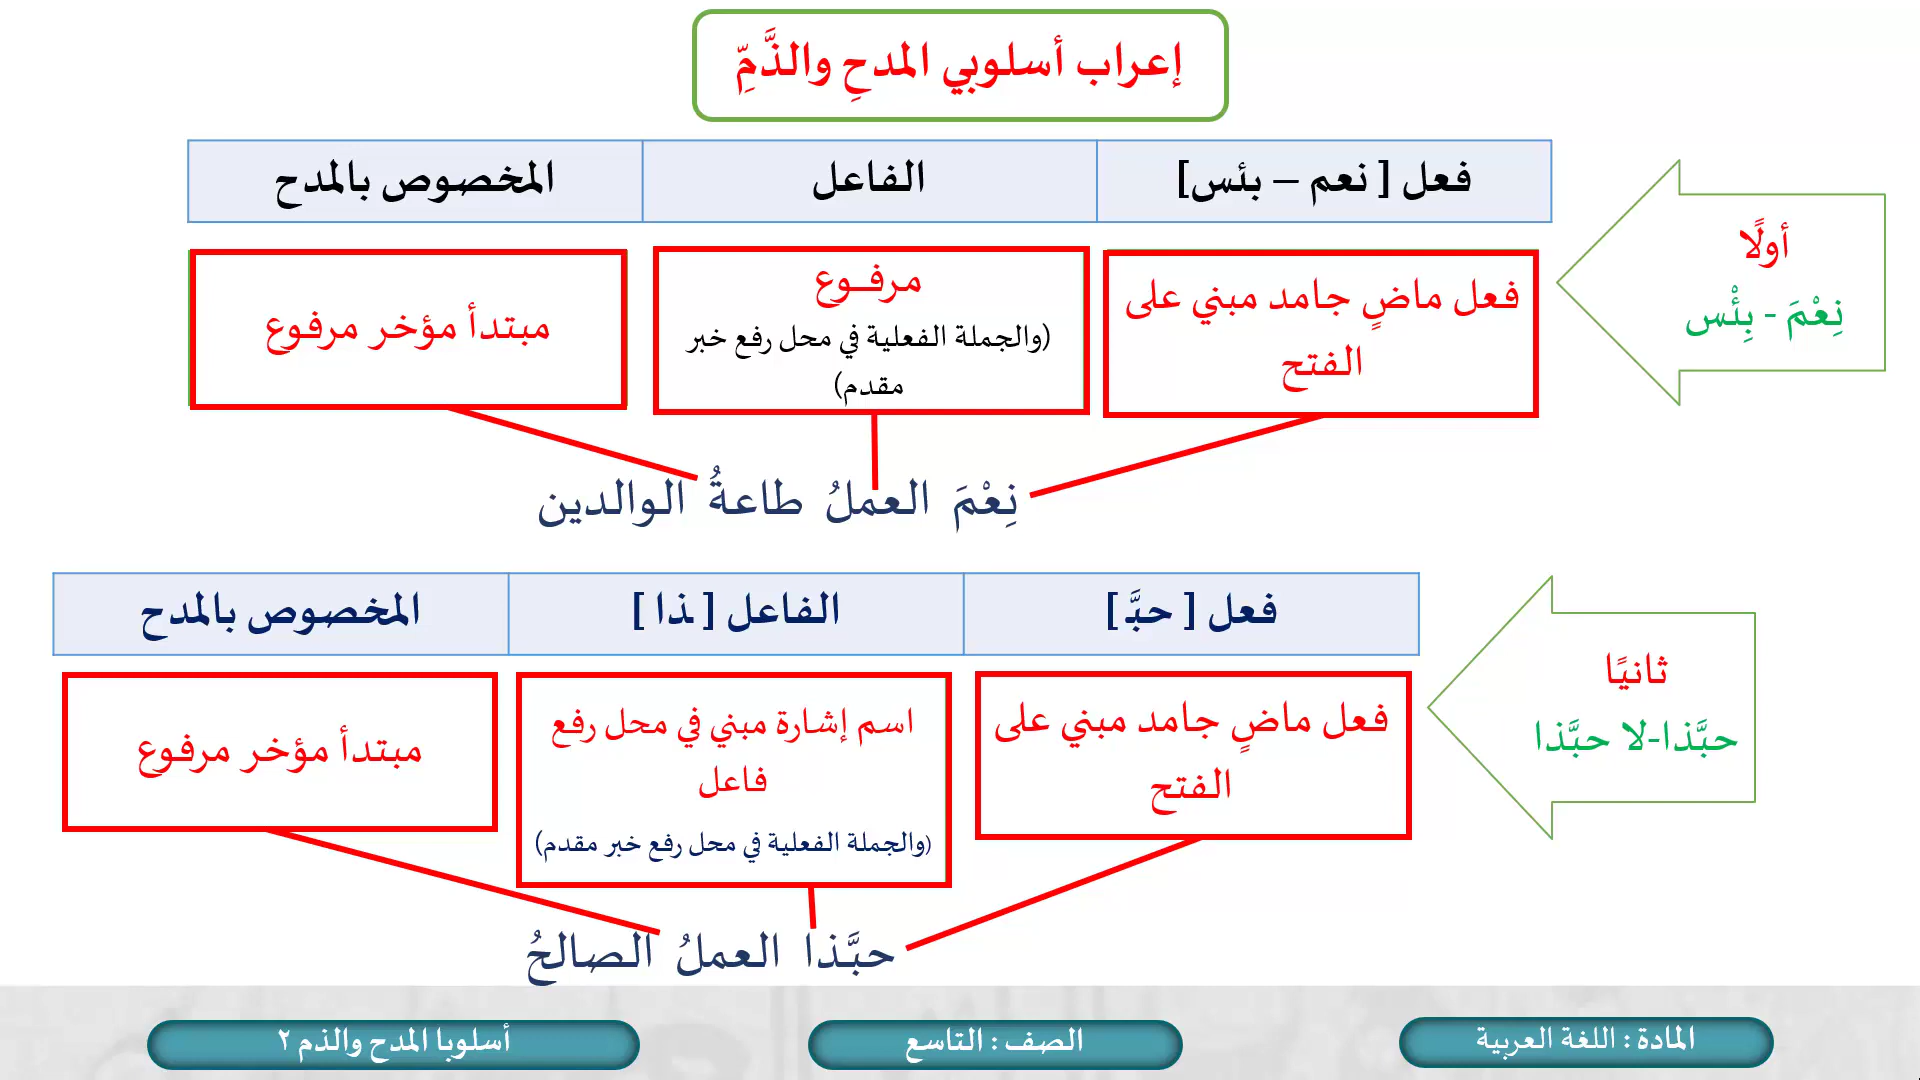 إعراب أسلوبي المدحِ والذَّمِّ
فعل [ نعم – بئس]
الفاعل
المخصوص بالمدح
أولًا
نِعْمَ - بِئْس
فعل ماضٍ جامد مبني على
الفتح
مرفـوع
(والجملة الفعلية في محل رفع خبر
مقدم)
مبتدأ مؤخر مرفوع
نِعْمَ العملُ طاعةُ الوالدين
فعل [ حبَّـ ]
الفاعل [ ـذا ]
المخصوص بالمدح
ثانيًا
حبَّذا-لا حبَّذا
فعل ماضٍ جامد مبني على
الفتح
اسم إشارة مبني في محل رفع
فاعل
(والجملة الفعلية في محل رفع خبر مقدم)
مبتدأ مؤخر مرفوع
حبَّـذا العملُ الصالحُ
المادة : اللغة العربية
الصف : التاسع
أسلوبا المدح والذم ٢